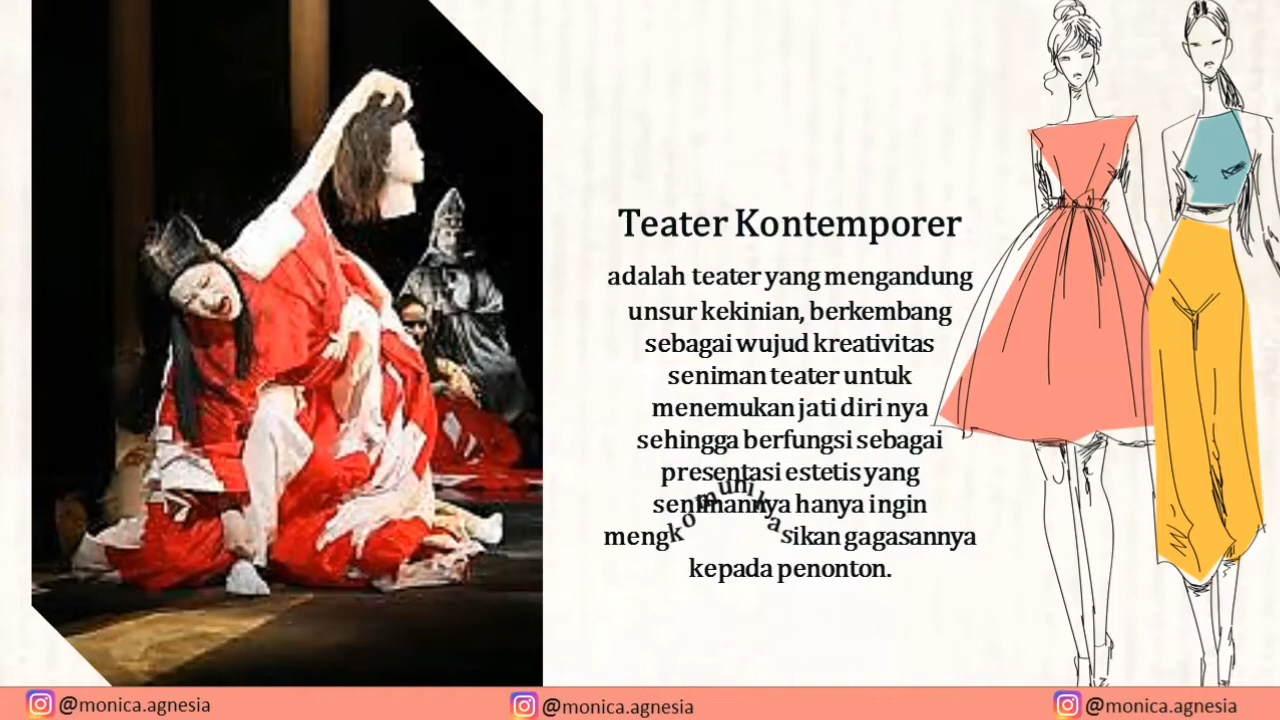 Teater Kontemporer
adalah teater yang mengandung
unsur kekinian, berkembang
sebagai wujud kreativitas
seniman teater untuk
menemukan jati diri nya
sehingga berfungsi sebagai
presentasi estetis yang
senimannya hanya ingin
mengkomunikasikan gagasannya
kepada penonton.
@monica.agnesia
@monica.agnesia
@monica.agnesia